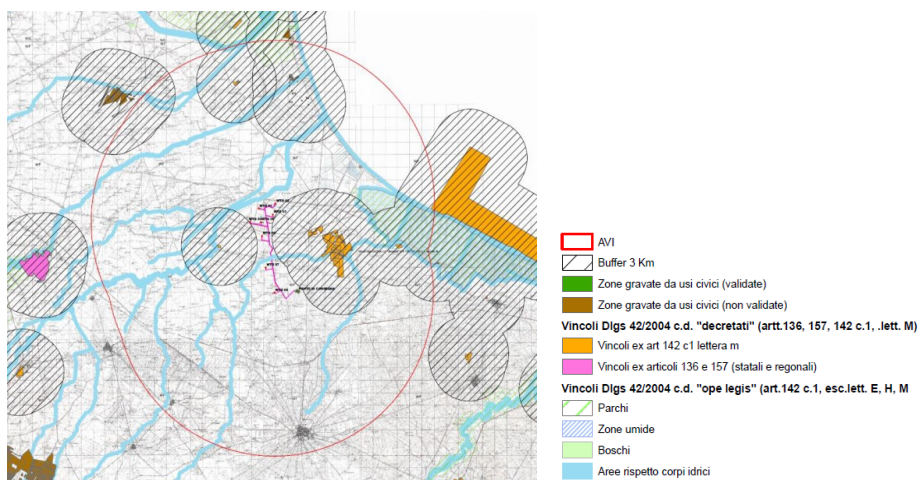 AVI
Buffer 3 Km
Zone gravate da usi civici (validate)
Zone gravate da usi civici (non validate)
Vincoli Dlgs 42/2004 c.d. "decretati" (artt.136, 157, 142 c.1, .lett. M)
Vincoli ex art 142 c1 lettera m
Vincoli ex articoli 136 e 157 (statali e regonali)
Vincoli Dlgs 42/2004 c.d. "ope legis" (art.142 c.1, esc.lett. E, H, M
Parchi
Zone umide
Boschi
Aree rispetto corpi idrici